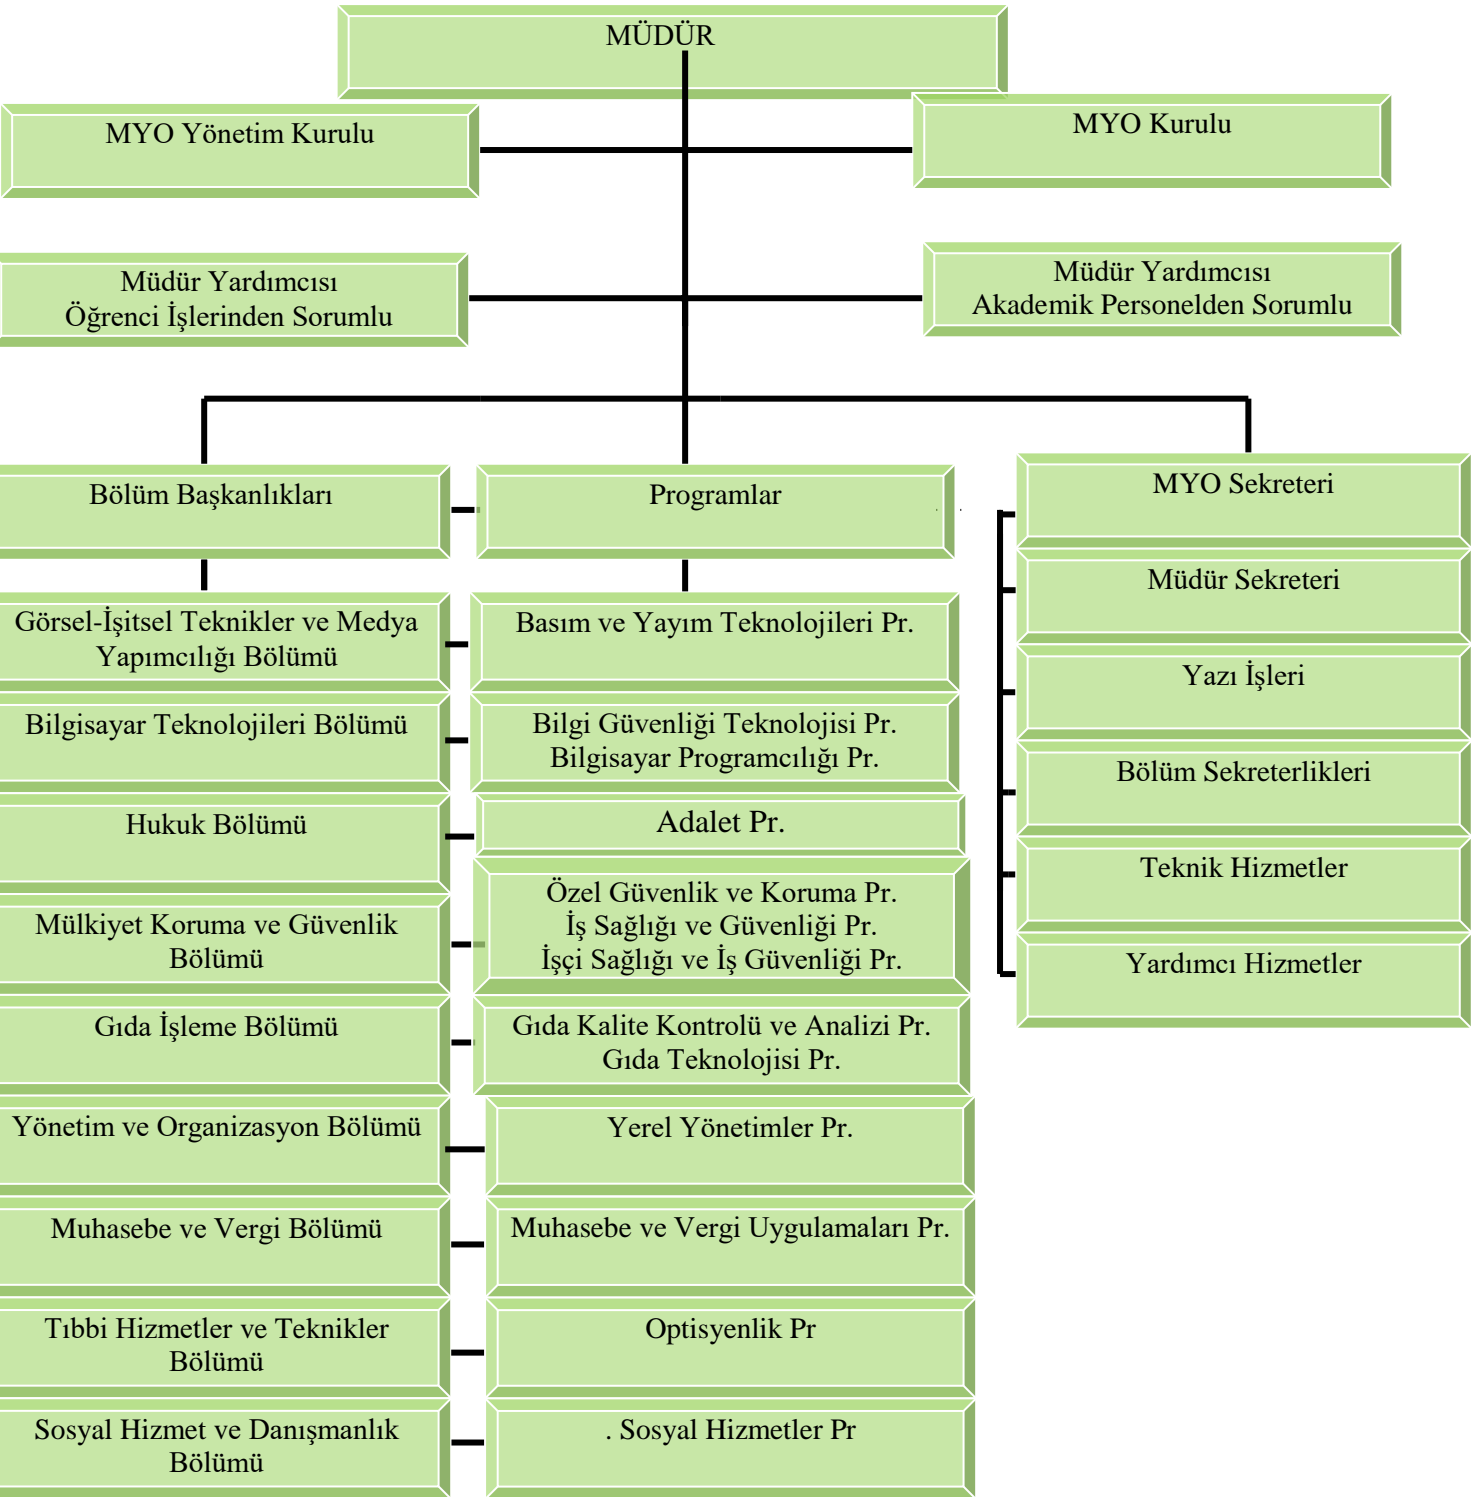 MÜDÜR
MYO Yönetim Kurulu
MYO Kurulu
Müdür Yardımcısı
Öğrenci İşlerinden Sorumlu
Müdür Yardımcısı
Akademik Personelden Sorumlu
Bölüm Başkanlıkları
Programlar
Görsel-İşitsel Teknikler ve Medya
Yapımcılığı Bölümü
Basım ve Yayım Teknolojileri Pr.
Bilgisayar Teknolojileri Bölümü
Bilgi Güvenliği Teknolojisi Pr.
Bilgisayar Programcılığı Pr.
Hukuk Bölümü
Adalet Pr.
Mülkiyet Koruma ve Güvenlik
Bölümü
Özel Güvenlik ve Koruma Pr.
İş Sağlığı ve Güvenliği Pr.
İşçi Sağlığı ve İş Güvenliği Pr.
Gıda İşleme Bölümü
Gıda Kalite Kontrolü ve Analizi Pr.
Gıda Teknolojisi Pr.
Yönetim ve Organizasyon Bölümü
Yerel Yönetimler Pr.
Muhasebe ve Vergi Bölümü
Muhasebe ve Vergi Uygulamaları Pr.
Tıbbi Hizmetler ve Teknikler
Bölümü
Optisyenlik Pr
Sosyal Hizmet ve Danışmanlık
Bölümü
. Sosyal Hizmetler Pr
MYO Sekreteri
Müdür Sekreteri
Yazı İşleri
Bölüm Sekreterlikleri
Teknik Hizmetler
Yardımcı Hizmetler